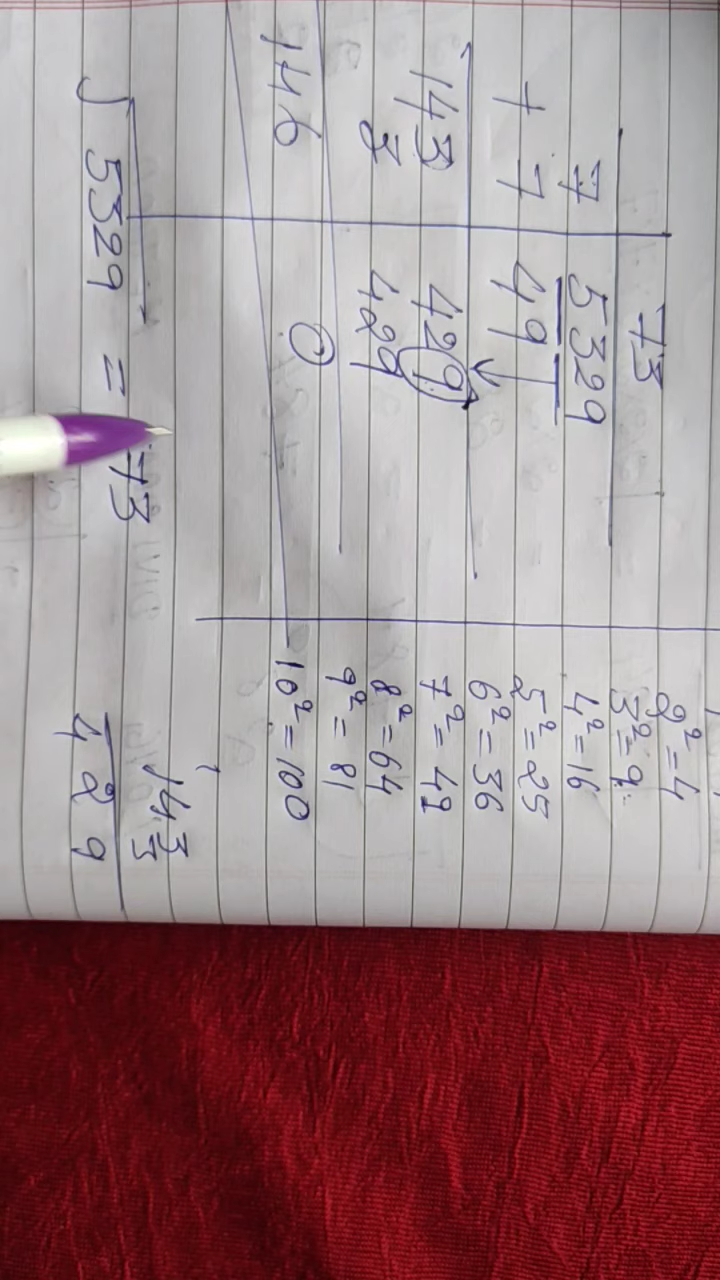 73
7 5329
+ 7 49
143 429
3 429
146 0
√5329 = 73
2² = 4
3² = 9
4² = 16
5² = 25
6² = 36
7² = 49
8² = 64
9² = 81
10² = 100
1
143
3
429